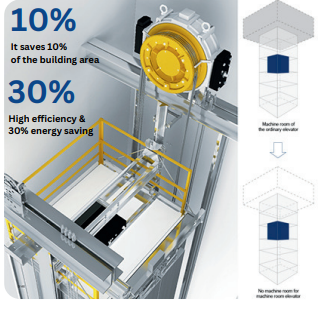 10%
It saves 10%
of the building area
30%
High efficiency &
30% energy saving
Machine room of
the ordinary elevator
No machine room for
machine room elevator